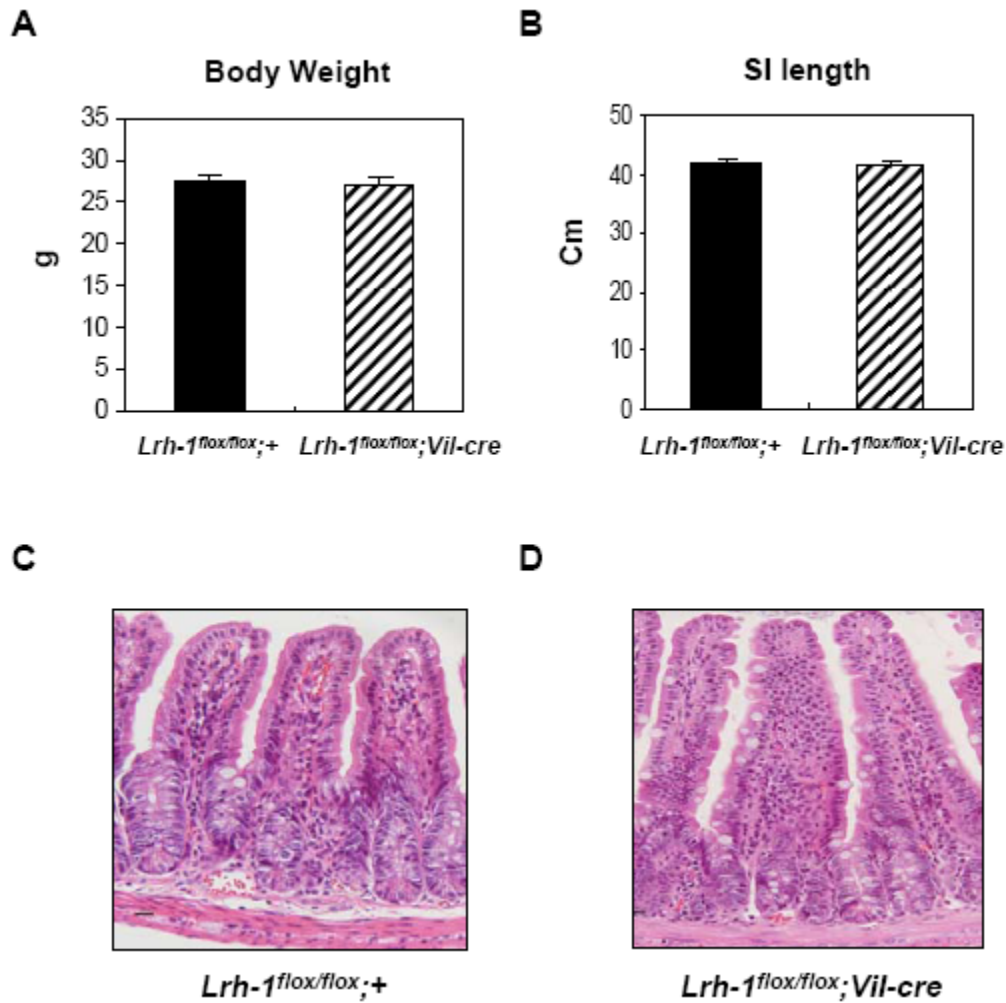 A
Body Weight
35
30
25
20
15
10
5
0
g
Lrh-1flox/flox;+ Lrh-1flox/flox;Vil-cre
B
SI length
50
40
30
20
10
0
Cm
Lrh-1flox/flox;+ Lrh-1flox/flox;Vil-cre
C
Lrh-1flox/flox;+
D
Lrh-1flox/flox;Vil-cre